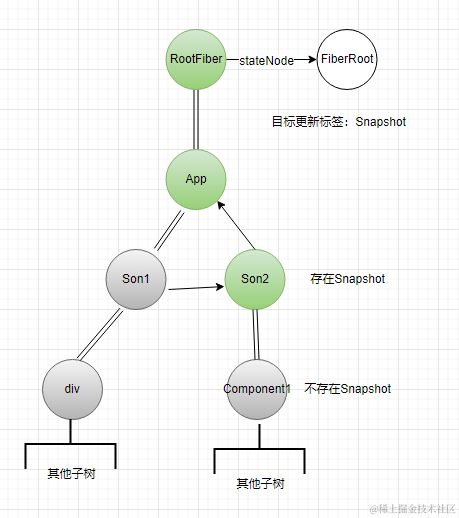 RootFiber
stateNode
FiberRoot
目标更新标签：Snapshot
App
Son1
Son2
存在Snapshot
div
Component1
不存在Snapshot
其他子树
其他子树
@稀土掘金技术社区